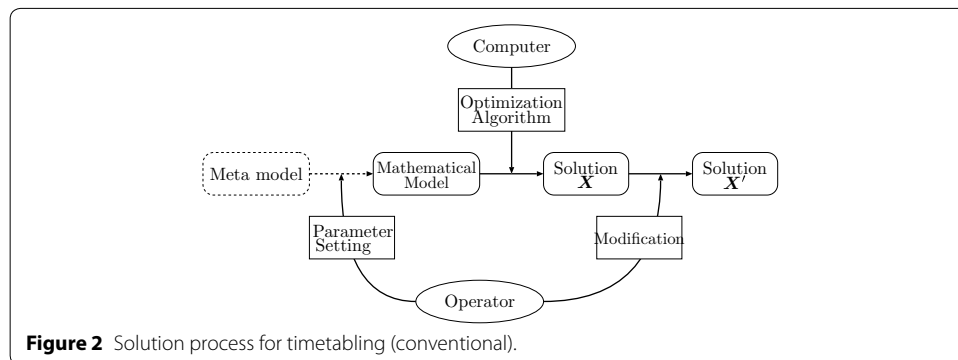 Computer
Optimization
Algorithm
Meta model
Mathematical
Model
Solution
X
Solution
X′
Parameter
Setting
Modification
Operator
Figure 2 Solution process for timetabling (conventional).